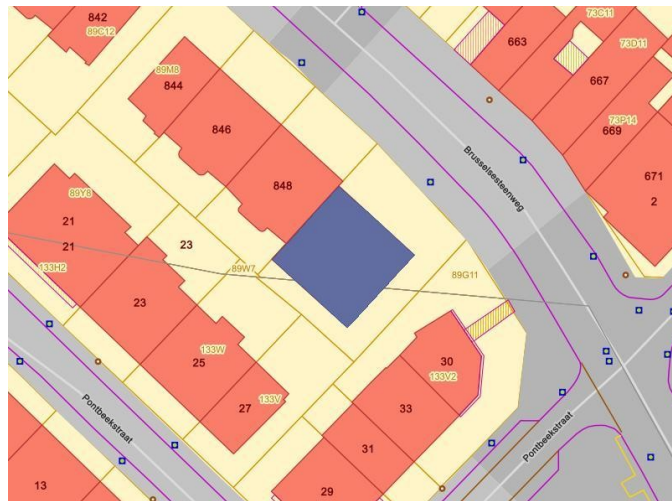 842
89C12
73C11
663
73D11
89M8
844
667
846
73P14
669
Brusselsesteenweg
671
2
848
89Y8
21
23
21
133H2
89W7
89G11
23
30
133W
25
133V2
133V
33
27
Pontbeekstraat
Pontbeekstraat
31
13
29